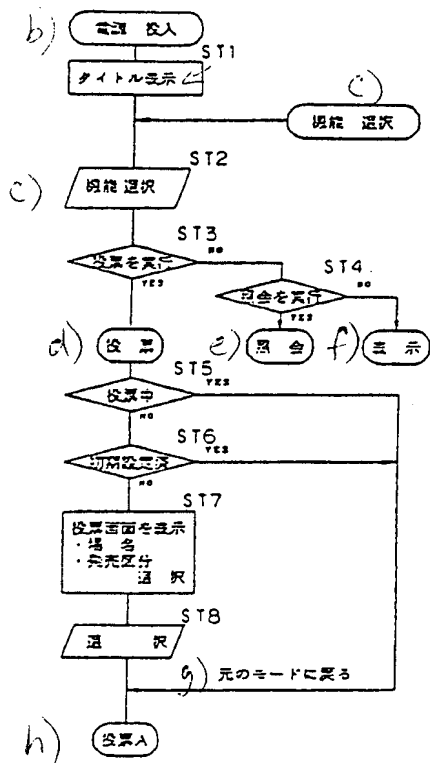 b) 電源 投入
ST1
タイトル表示
c)
機能 選択
ST2
c) 機能選択
ST3
投票を実行
NO
YES
ST4
照会を実行
NO
YES
d) 投票
e) 照会
f) 表示
ST5
投票中
YES
NO
ST6
初期設定済
YES
NO
ST7
投票画面を表示
・場名
・発売区分
選択
ST8
選択
g) 元のモードに戻る
h) 投票A